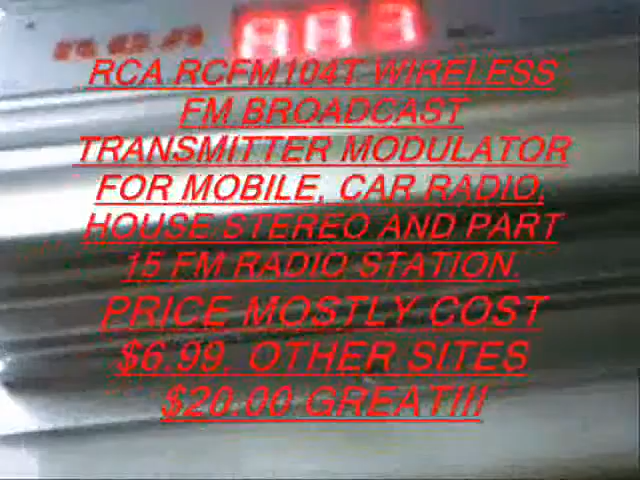 RCA
RCA RCFM104T WIRELESS
FM BROADCAST
TRANSMITTER MODULATOR
FOR MOBILE, CAR RADIO,
HOUSE STEREO AND PART
15 FM RADIO STATION.
PRICE MOSTLY COST
$6.99. OTHER SITES
$20.00 GREAT!!!